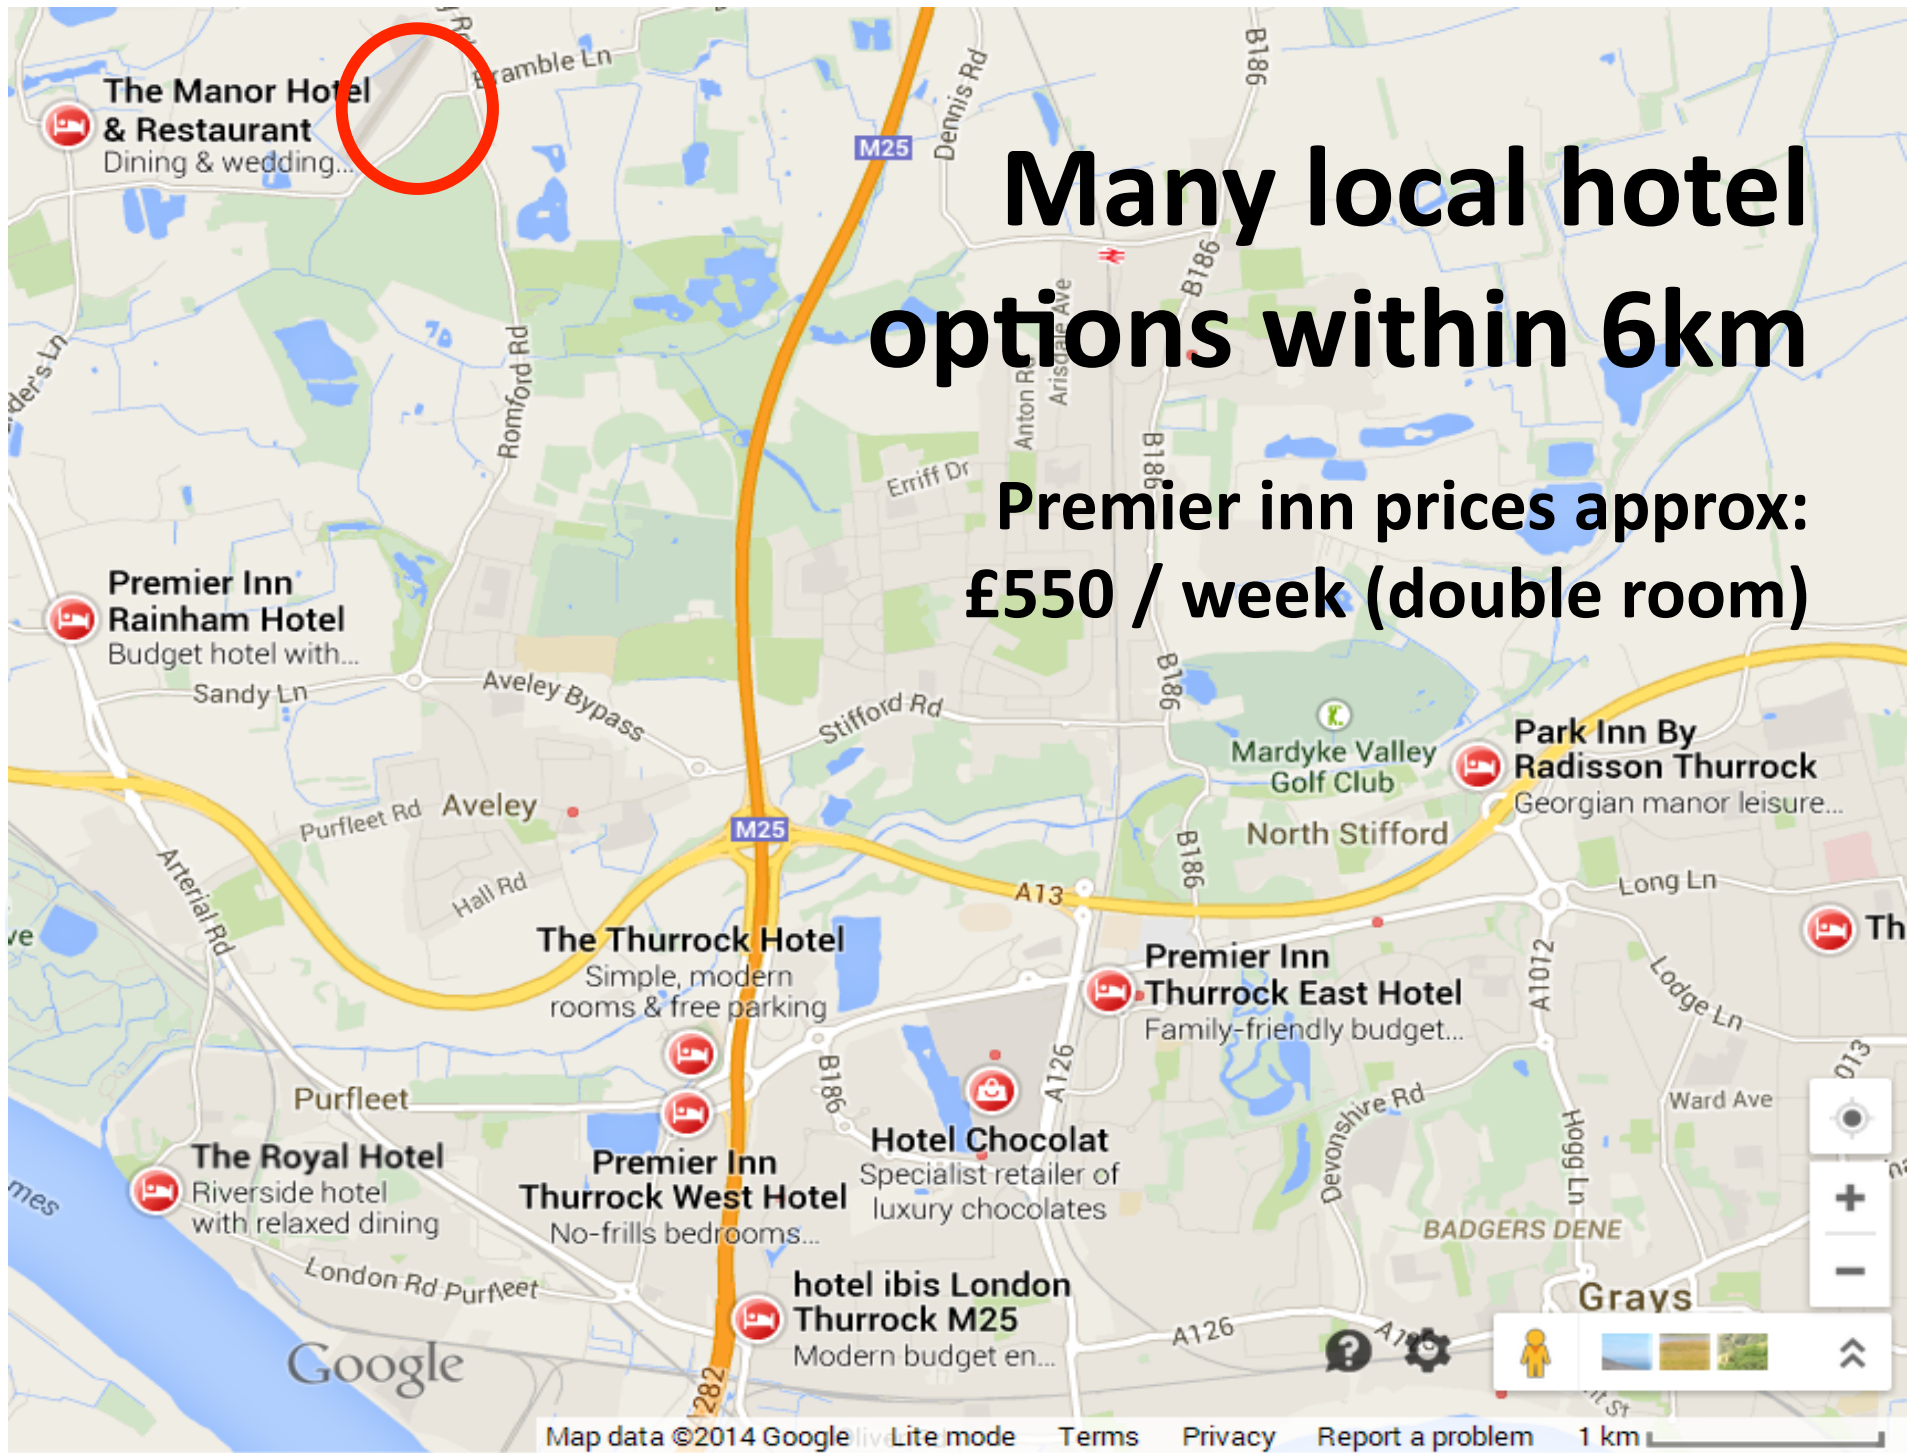 Many local hotel
options within 6km
Premier inn prices approx:
£550 / week (double room)
The Manor Hotel
& Restaurant
Dining & wedding...
Bramble Ln
M25
Dennis Rd
B186
B186
Romford Rd
Anton Rd
Arisdale Ave
B186
Erriff Dr
Premier Inn
Rainham Hotel
Budget hotel with...
Sandy Ln
Aveley Bypass
Stifford Rd
B186
Mardyke Valley
Golf Club
Park Inn By
Radisson Thurrock
Georgian manor leisure...
Purfleet Rd
Aveley
M25
North Stifford
B186
Arterial Rd
Hall Rd
A13
Long Ln
The Thurrock Hotel
Simple, modern
rooms & free parking
Premier Inn
Thurrock East Hotel
Family-friendly budget...
A1012
Lodge Ln
Th
Purfleet
B186
A126
Devonshire Rd
Hogg Ln
Ward Ave
013
The Royal Hotel
Riverside hotel
with relaxed dining
Premier Inn
Thurrock West Hotel
No-frills bedrooms...
Hotel Chocolat
Specialist retailer of
luxury chocolates
mes
BADGERS DENE
London Rd Purfleet
hotel ibis London
Thurrock M25
Modern budget en...
Grays
A126
Google
Map data ©2014 Google Lite mode Terms Privacy Report a problem 1 km